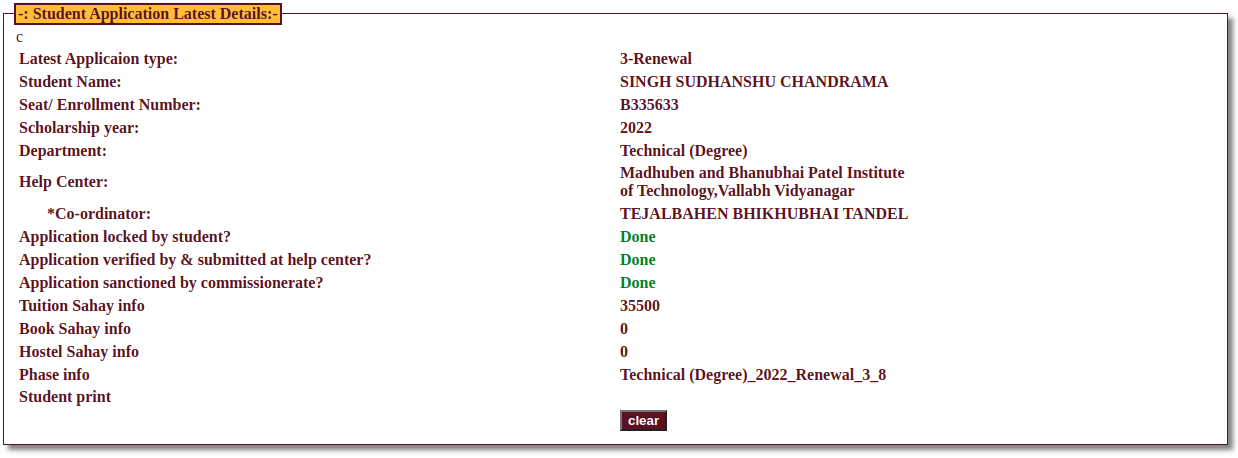 -: Student Application Latest Details:-
c
Latest Applicaion type: 3-Renewal
Student Name: SINGH SUDHANSHU CHANDRAMA
Seat/ Enrollment Number: B335633
Scholarship year: 2022
Department: Technical (Degree)
Help Center: Madhuben and Bhanubhai Patel Institute
of Technology,Vallabh Vidyanagar
*Co-ordinator: TEJALBAHEN BHIKHUBHAI TANDEL
Application locked by student? Done
Application verified by & submitted at help center? Done
Application sanctioned by commissionerate? Done
Tuition Sahay info 35500
Book Sahay info 0
Hostel Sahay info 0
Phase info Technical (Degree)_2022_Renewal_3_8
Student print
clear